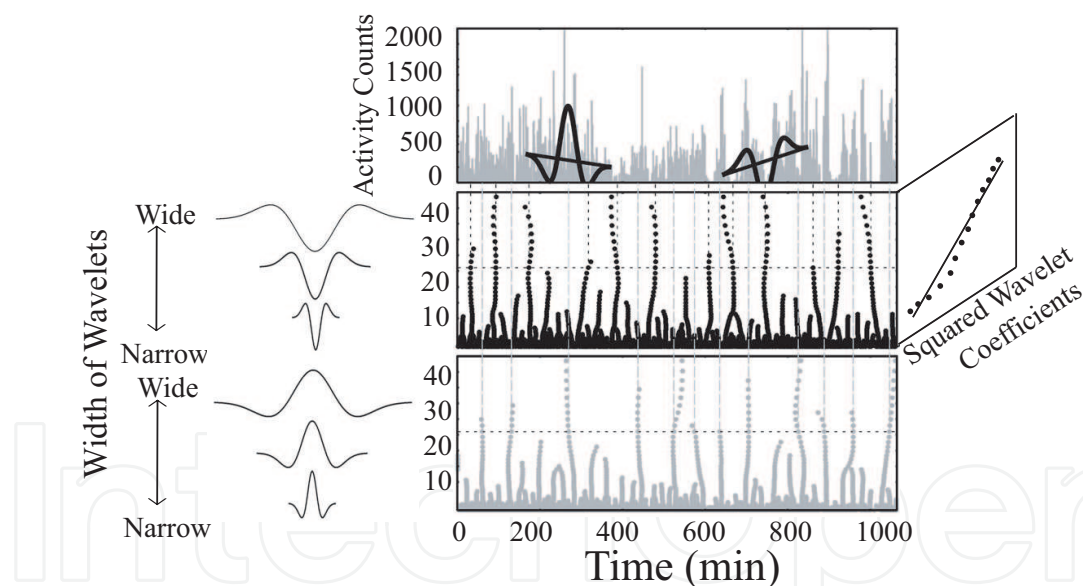 Activity Counts
2000
1500
1000
500
0
Width of Wavelets
Wide
Narrow
40
30
20
10
Squared Wavelet
Coefficients
Wide
Narrow
40
30
20
10
0 200 400 600 800 1000
Time (min)